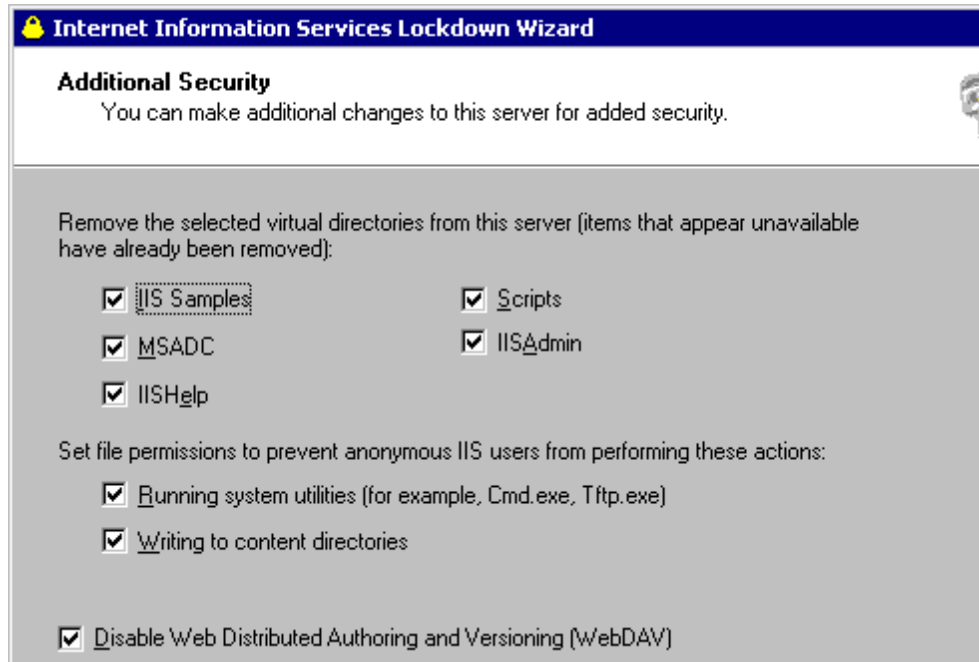 Internet Information Services Lockdown Wizard
Additional Security
You can make additional changes to this server for added security.
Remove the selected virtual directories from this server (items that appear unavailable
have already been removed):
IIS Samples
Scripts
MSADC
IISAdmin
IISHelp
Set file permissions to prevent anonymous IIS users from performing these actions:
Running system utilities (for example, Cmd.exe, Tftp.exe)
Writing to content directories
Disable Web Distributed Authoring and Versioning (WebDAV)